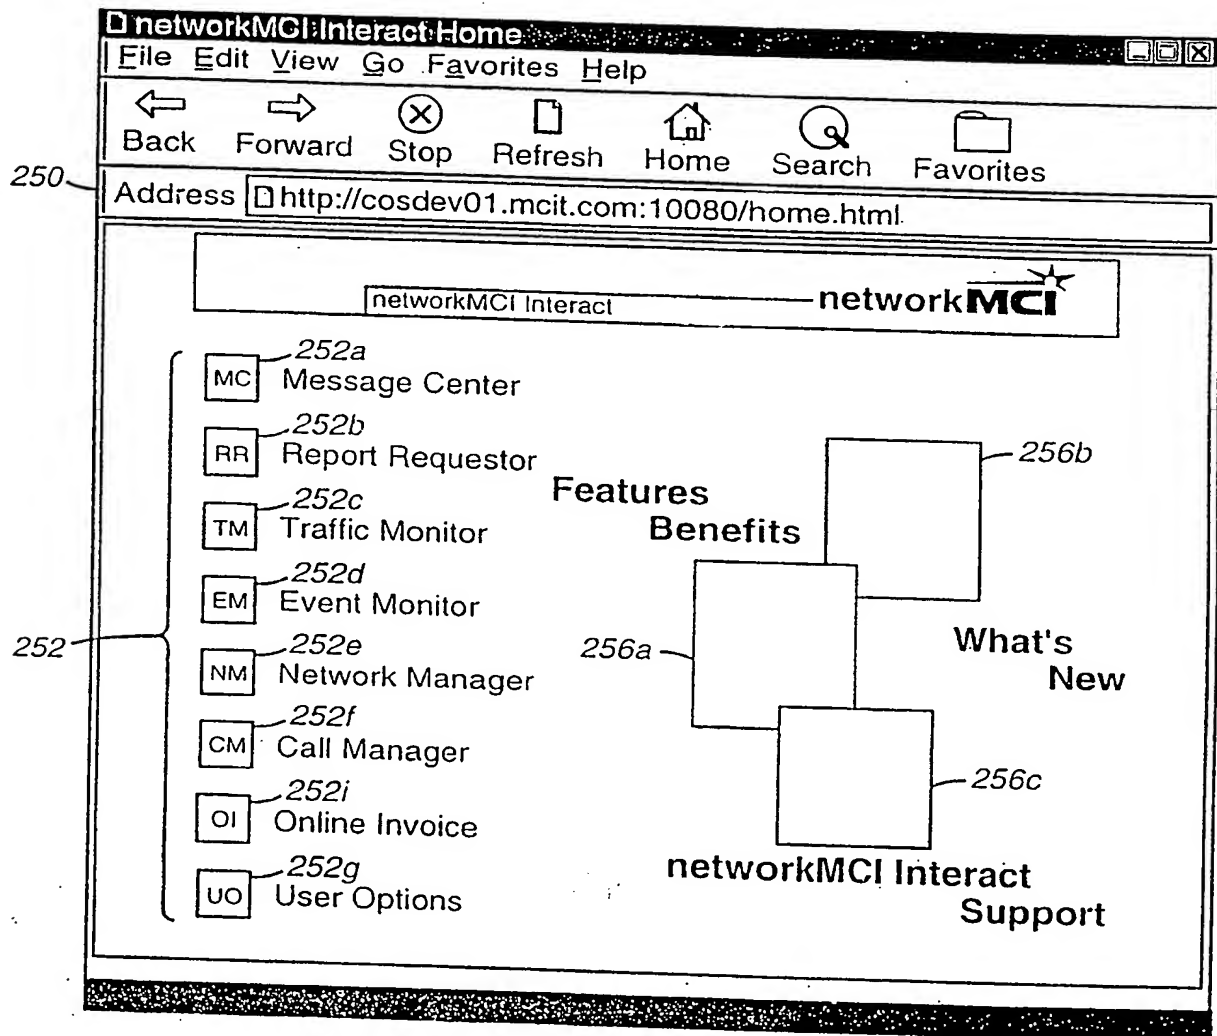 networkMCI Interact Home
File Edit View Go Favorites Help
Back Forward Stop Refresh Home Search Favorites
250
Address http://cosdev01.mcit.com:10080/home.html
networkMCI Interact
networkMCI
252
MC 252a Message Center
RR 252b Report Requestor
TM 252c Traffic Monitor
EM 252d Event Monitor
NM 252e Network Manager
CM 252f Call Manager
OI 252i Online Invoice
UO 252g User Options
Features
Benefits
256b
256a
What's
New
256c
networkMCI Interact
Support